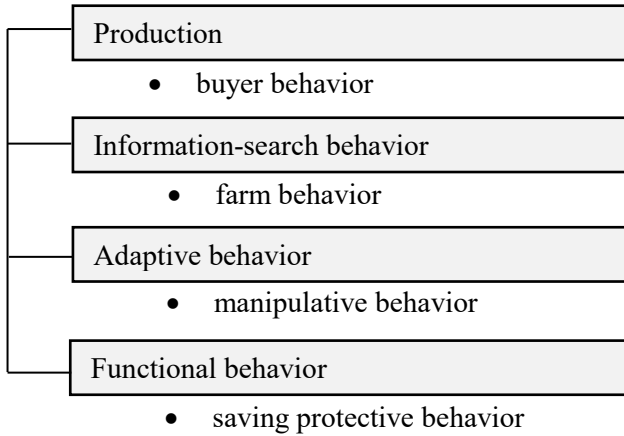 Production
• buyer behavior
Information-search behavior
• farm behavior
Adaptive behavior
• manipulative behavior
Functional behavior
• saving protective behavior